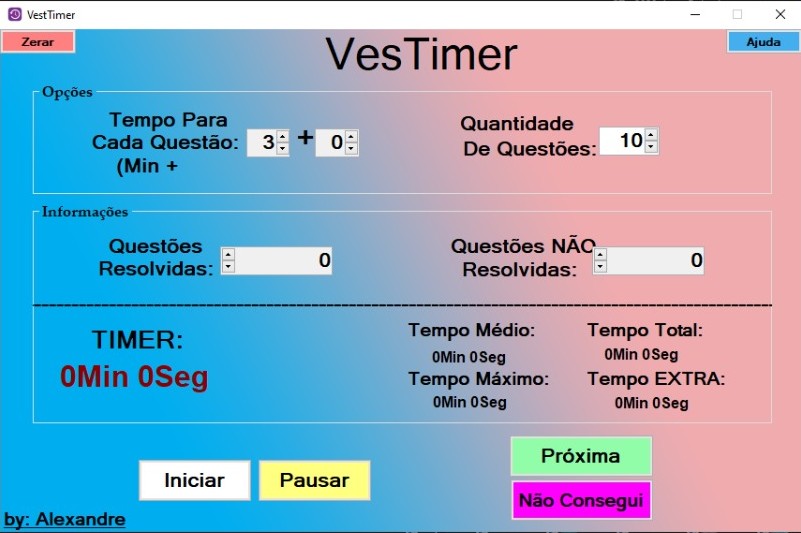 VestTimer
Zerar
VesTimer
Ajuda
Opções
Tempo Para
Cada Questão:
(Min +
3
+
0
Quantidade
De Questões:
10
Informações
Questões
Resolvidas:
0
Questões NÃO
Resolvidas:
0
TIMER:
0Min 0Seg
Tempo Médio:
0Min 0Seg
Tempo Máximo:
0Min 0Seg
Tempo Total:
0Min 0Seg
Tempo EXTRA:
0Min 0Seg
Iniciar
Pausar
Próxima
Não Consegui
by: Alexandre